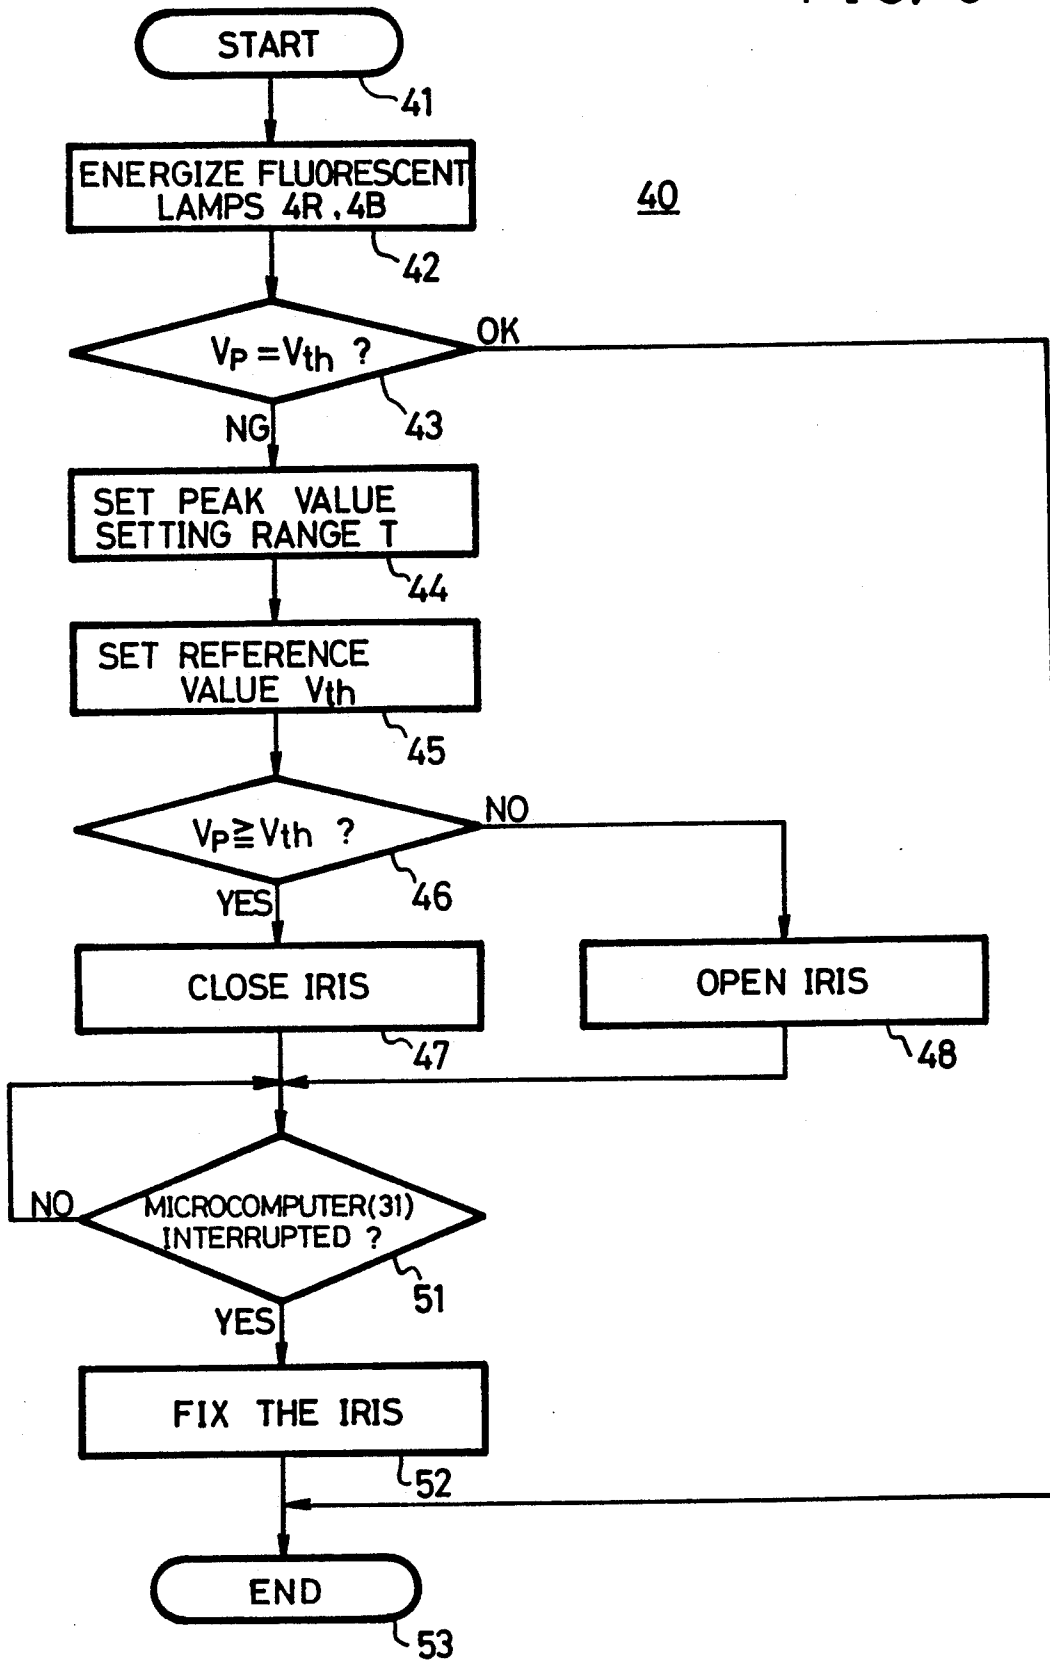 START
41
ENERGIZE FLUORESCENT
LAMPS 4R, 4B
40
42
VP = Vth ?
OK
43
NG
SET PEAK VALUE
SETTING RANGE T
44
SET REFERENCE
VALUE Vth
45
VP ≧ Vth ?
NO
46
YES
CLOSE IRIS
OPEN IRIS
47
48
NO
MICROCOMPUTER(31)
INTERRUPTED ?
51
YES
FIX THE IRIS
52
END
53